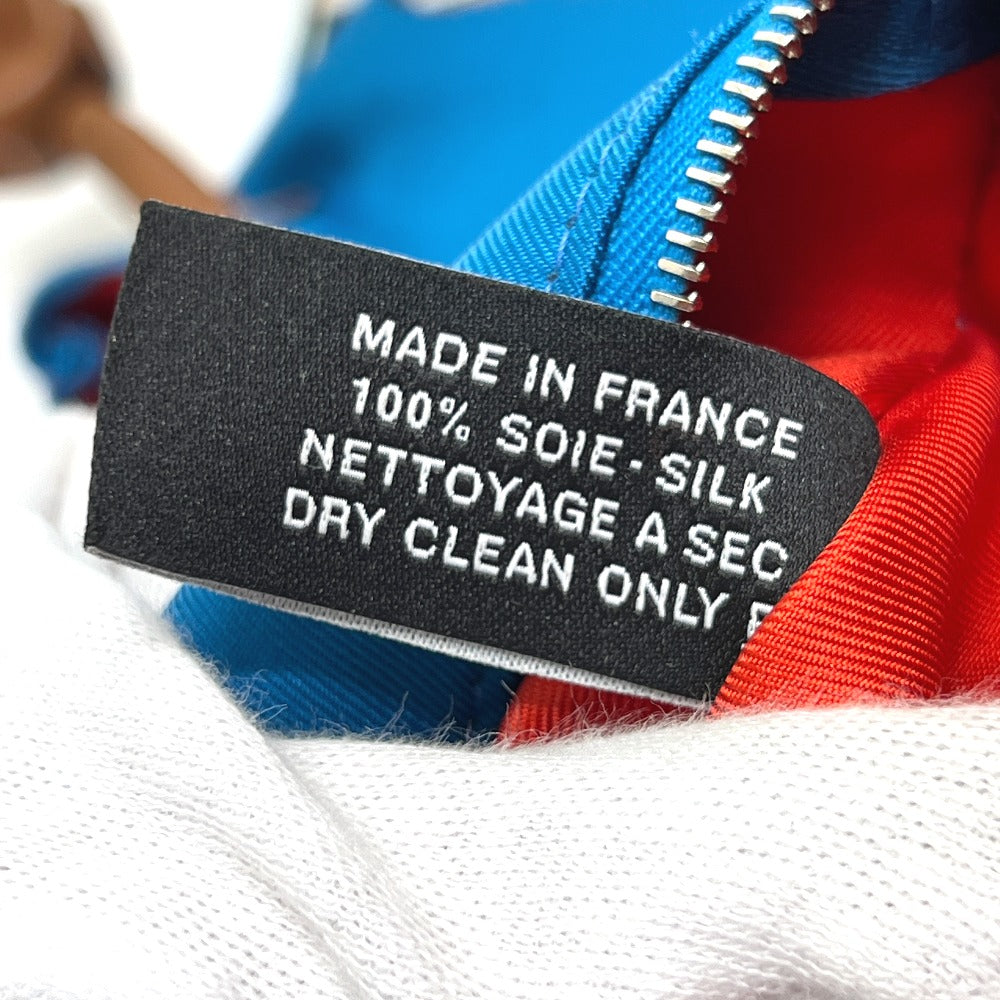 MADE IN FRANCE
100% SOIE - SILK
NETTOYAGE A SEC
DRY CLEAN ONLY